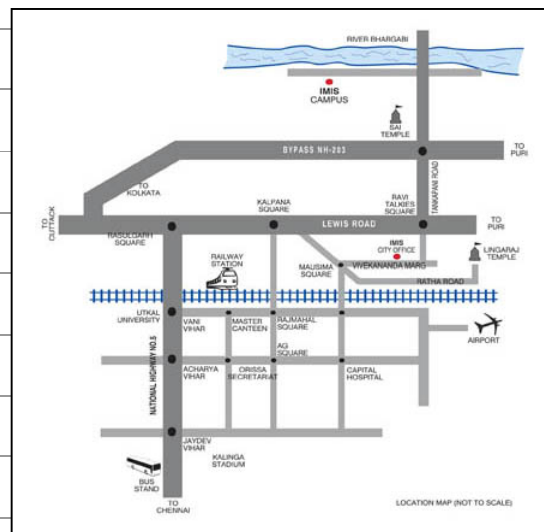 RIVER BHARGABI
IMIS
CAMPUS
SAI
TEMPLE
BYPASS NH-203
TO
PURI
TO
KOLKATA
TANKAPANI ROAD
TO
CUTTACK
KALPANA
SQUARE
RAVI
TALKIES
SQUARE
LEWIS ROAD
TO
PURI
RASULGARH
SQUARE
IMIS
CITY OFFICE
LINGARAJ
TEMPLE
RAILWAY
STATION
MAUSIMA
SQUARE
VIVEKANANDA MARG
RATHA ROAD
UTKAL
UNIVERSITY
VANI
VIHAR
MASTER
CANTEEN
RAJMAHAL
SQUARE
AIRPORT
AG
SQUARE
NATIONAL HIGHWAY NO.5
ACHARYA
VIHAR
ORISSA
SECRETARIAT
CAPITAL
HOSPITAL
JAYDEV
VIHAR
KALINGA
STADIUM
BUS
STAND
TO
CHENNAI
LOCATION MAP (NOT TO SCALE)